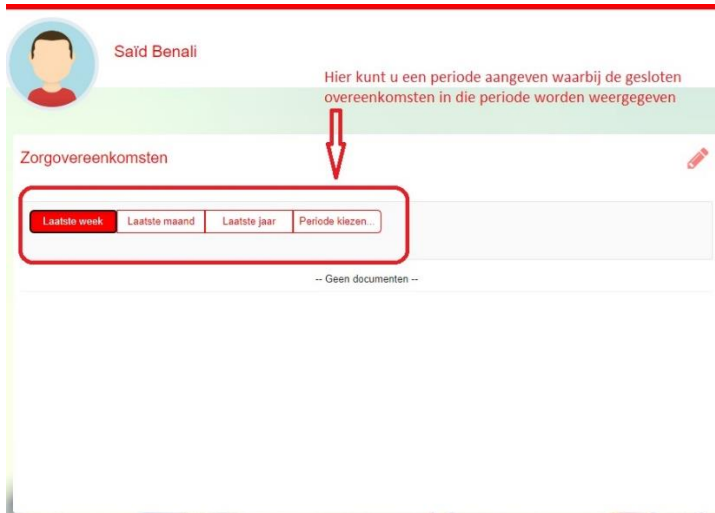 Saïd Benali
Hier kunt u een periode aangeven waarbij de gesloten
overeenkomsten in die periode worden weergegeven
Zorgovereenkomsten
Laatste week Laatste maand Laatste jaar Periode kiezen...
-- Geen documenten --